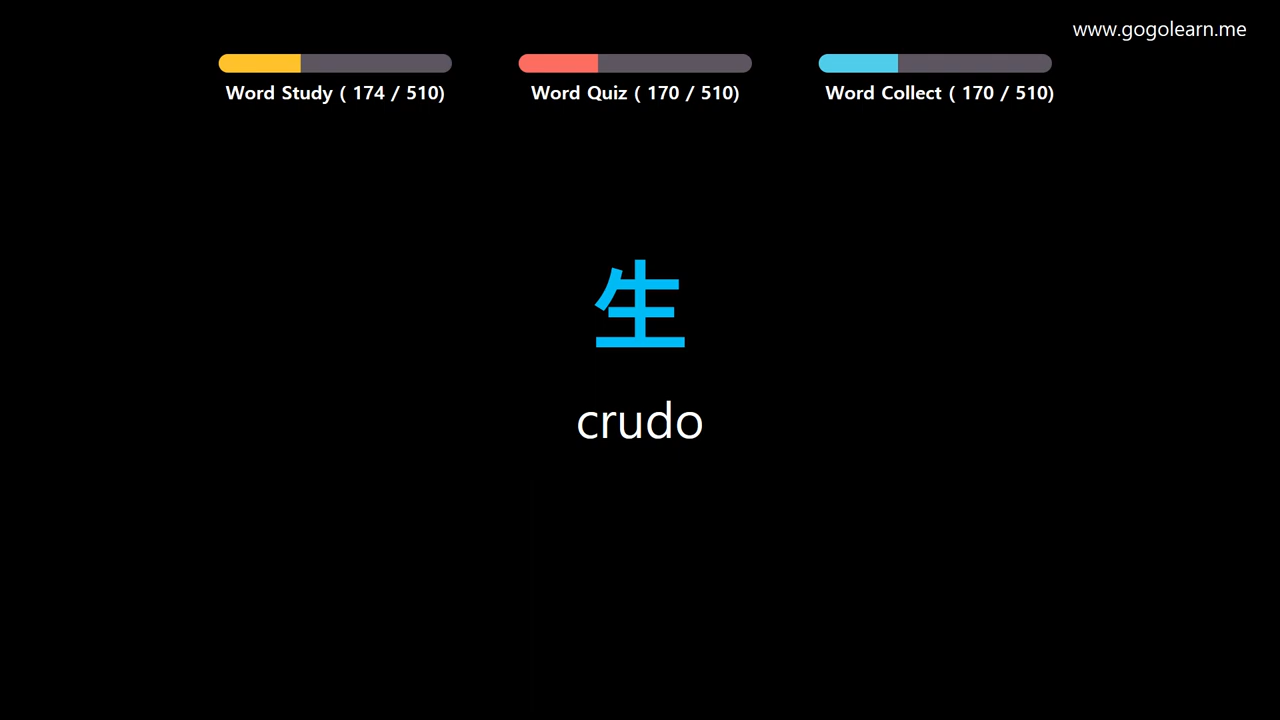 www.gogolearn.me
Word Study ( 174 / 510)
Word Quiz ( 170 / 510)
Word Collect ( 170 / 510)
生
crudo